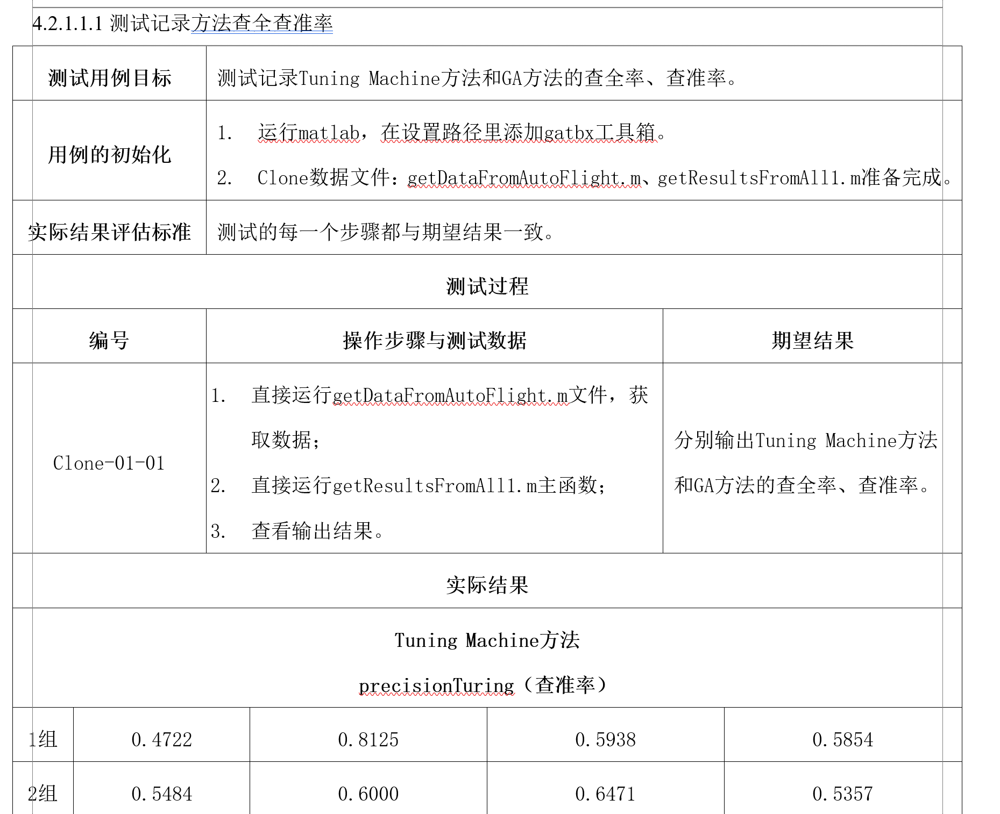 4.2.1.1.1 测试记录方法查全查准率
测试用例目标
测试记录Tuning Machine方法和GA方法的查全率、查准率。
用例的初始化
1. 运行matlab，在设置路径里添加gatbx工具箱。
2. Clone数据文件：getDataFromAutoFlight.m、getResultsFromAll1.m准备完成。
实际结果评估标准
测试的每一个步骤都与期望结果一致。
测试过程
编号
操作步骤与测试数据
期望结果
Clone-01-01
1. 直接运行getDataFromAutoFlight.m文件，获
取数据；
2. 直接运行getResultsFromAll1.m主函数；
3. 查看输出结果。
分别输出Tuning Machine方法
和GA方法的查全率、查准率。
实际结果
Tuning Machine方法
precisionTuring（查准率）
1组 0.4722 0.8125 0.5938 0.5854
2组 0.5484 0.6000 0.6471 0.5357